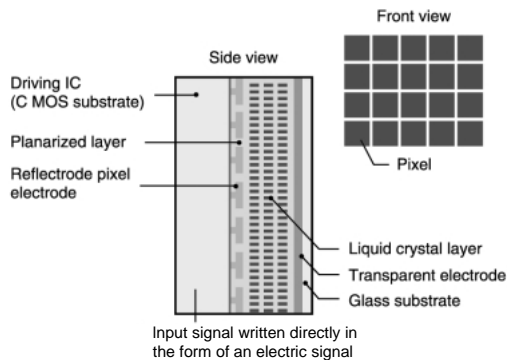 Front view
Side view
Driving IC
(C MOS substrate)
Planarized layer
Reflectrode pixel
electrode
Pixel
Liquid crystal layer
Transparent electrode
Glass substrate
Input signal written directly in
the form of an electric signal